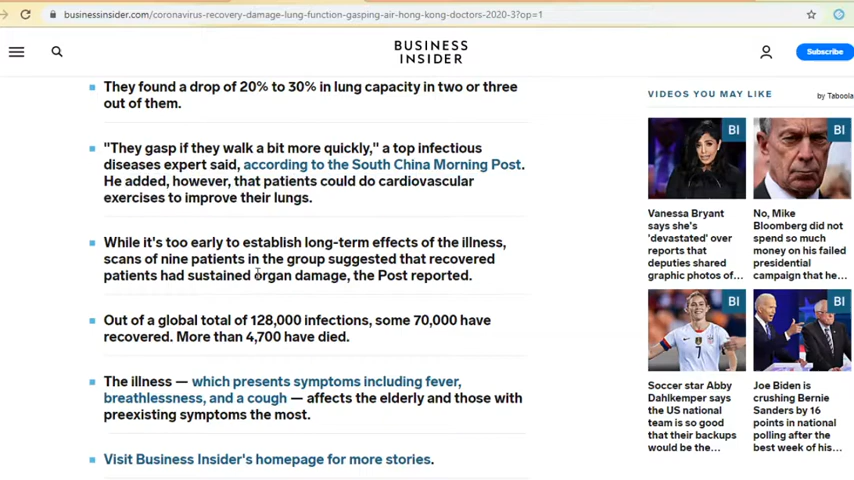 businessinsider.com/coronavirus-recovery-damage-lung-function-gasping-air-hong-kong-doctors-2020-3?op=1
BUSINESS
INSIDER
Subscribe
They found a drop of 20% to 30% in lung capacity in two or three
out of them.
"They gasp if they walk a bit more quickly," a top infectious
diseases expert said, according to the South China Morning Post.
He added, however, that patients could do cardiovascular
exercises to improve their lungs.
While it's too early to establish long-term effects of the illness,
scans of nine patients in the group suggested that recovered
patients had sustained organ damage, the Post reported.
Out of a global total of 128,000 infections, some 70,000 have
recovered. More than 4,700 have died.
The illness — which presents symptoms including fever,
breathlessness, and a cough — affects the elderly and those with
preexisting symptoms the most.
Visit Business Insider's homepage for more stories.
VIDEOS YOU MAY LIKE
by Taboola
BI
BI
Vanessa Bryant
says she's
'devastated' over
reports that
deputies shared
graphic photos of...
No, Mike
Bloomberg did not
spend so much
money on his failed
presidential
campaign that he...
BI
7
BI
Soccer star Abby
Dahlkemper says
the US national
team is so good
that their backups
would be the...
Joe Biden is
crushing Bernie
Sanders by 16
points in national
polling after the
best week of his...